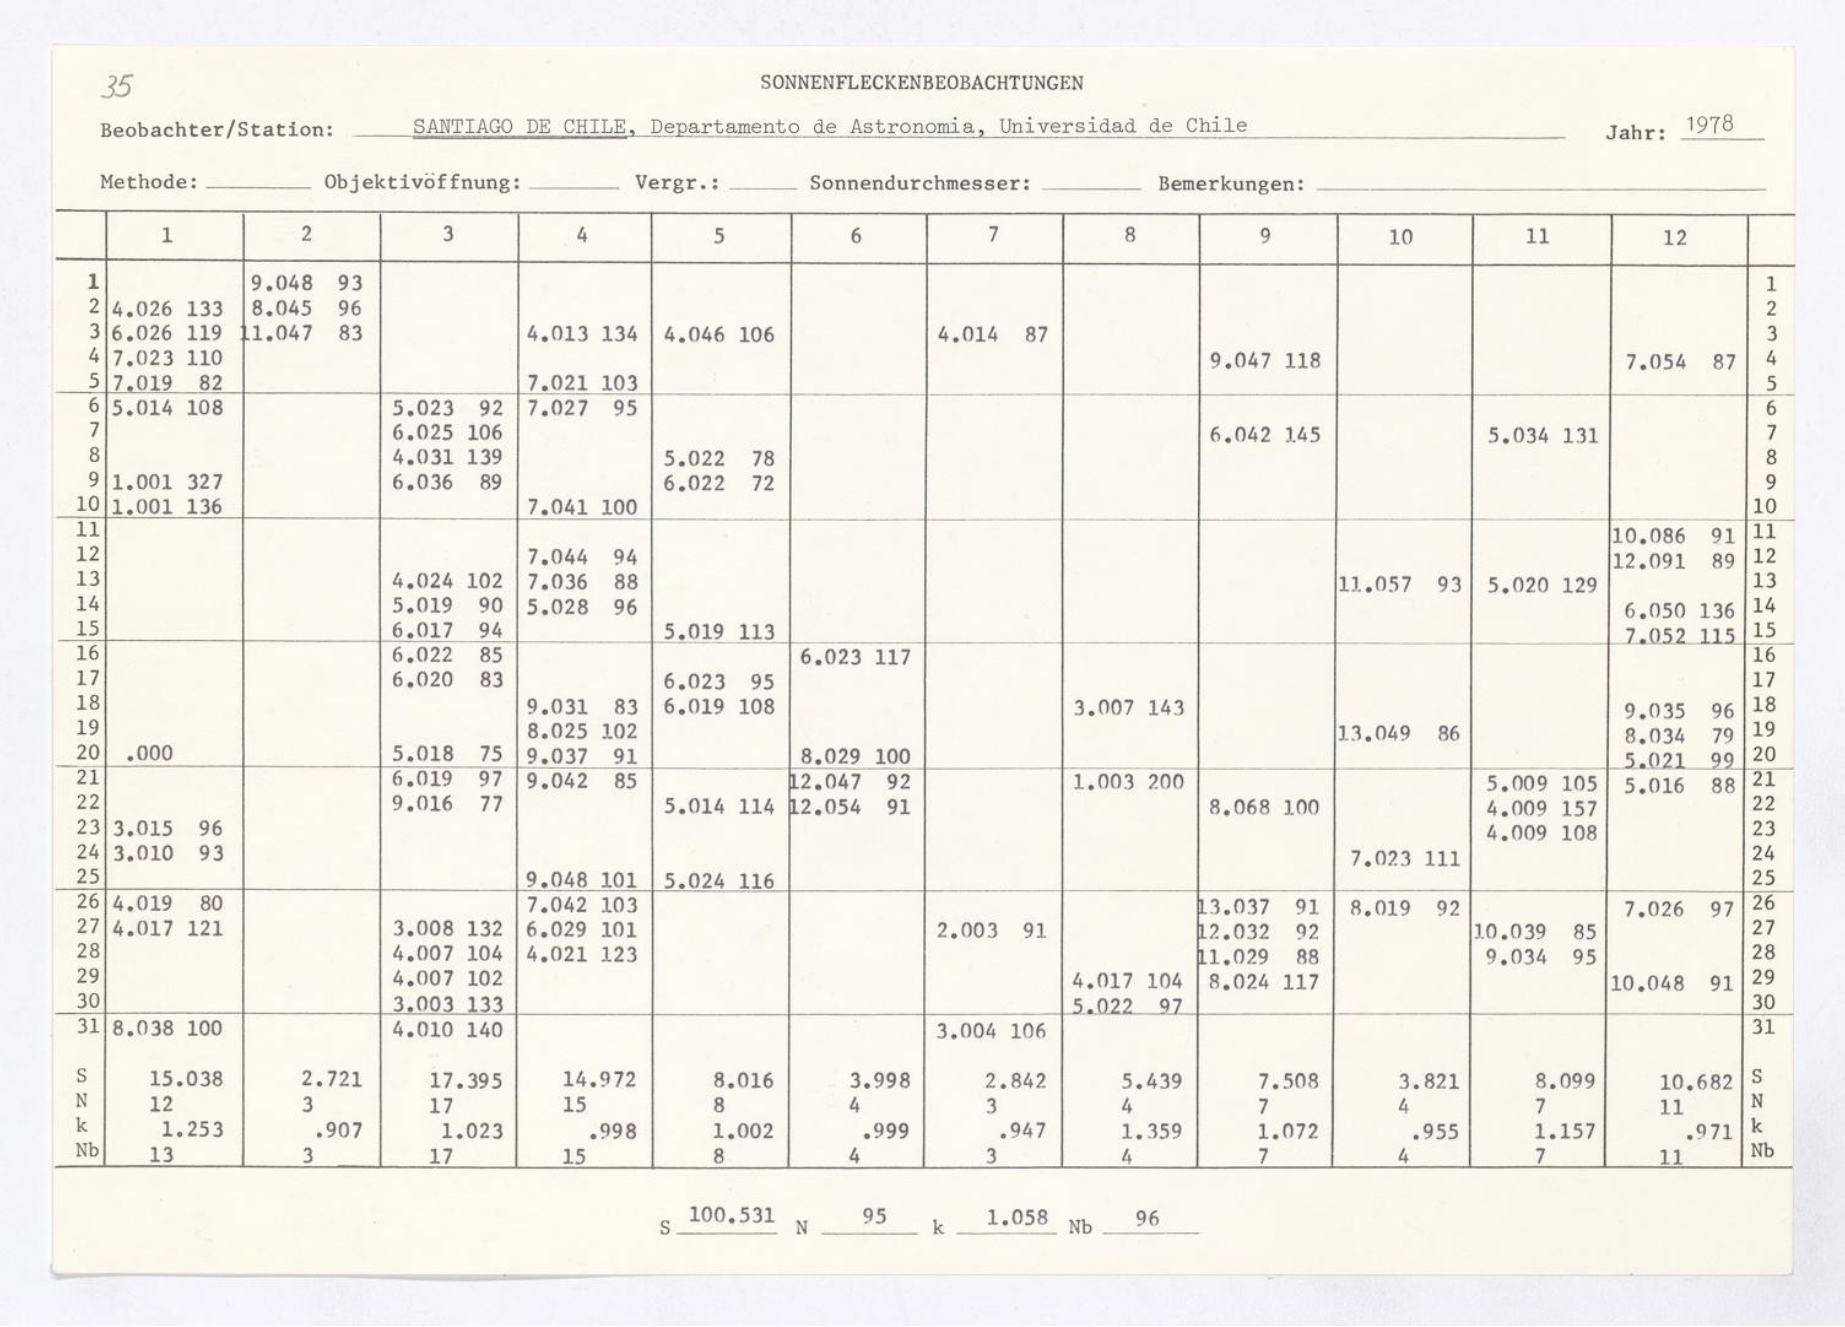 35
SONNENFLECKENBEOBACHTUNGEN
Beobachter/Station: SANTIAGO DE CHILE, Departamento de Astronomia, Universidad de Chile Jahr: 1978
Methode: Objektivöffnung: Vergr.: Sonnendurchmesser: Bemerkungen:
1 2 3 4 5 6 7 8 9 10 11 12
1 9.048 93 1
2 4.026 133 8.045 96 2
3 6.026 119 11.047 83 4.013 134 4.046 106 4.014 87 3
4 7.023 110 9.047 118 7.054 87 4
5 7.019 82 7.021 103 5
6 5.014 108 5.023 92 7.027 95 6
7 6.025 106 6.042 145 5.034 131 7
8 4.031 139 5.022 78 8
9 1.001 327 6.036 89 6.022 72 9
10 1.001 136 7.041 100 10
11 10.086 91 11
12 7.044 94 12.091 89 12
13 4.024 102 7.036 88 11.057 93 5.020 129 13
14 5.019 90 5.028 96 6.050 136 14
15 6.017 94 5.019 113 7.052 115 15
16 6.022 85 6.023 117 16
17 6.020 83 6.023 95 17
18 9.031 83 6.019 108 3.007 143 9.035 96 18
19 8.025 102 13.049 86 8.034 79 19
20 .000 5.018 75 9.037 91 8.029 100 5.021 99 20
21 6.019 97 9.042 85 12.047 92 1.003 200 5.009 105 5.016 88 21
22 9.016 77 5.014 114 12.054 91 8.068 100 4.009 157 22
23 3.015 96 4.009 108 23
24 3.010 93 7.023 111 24
25 9.048 101 5.024 116 25
26 4.019 80 7.042 103 13.037 91 8.019 92 7.026 97 26
27 4.017 121 3.008 132 6.029 101 2.003 91 12.032 92 10.039 85 27
28 4.007 104 4.021 123 11.029 88 9.034 95 28
29 4.007 102 4.017 104 8.024 117 10.048 91 29
30 3.003 133 5.022 97 30
31 8.038 100 4.010 140 3.004 106 31
S 15.038 2.721 17.395 14.972 8.016 3.998 2.842 5.439 7.508 3.821 8.099 10.682 S
N 12 3 17 15 8 4 3 4 7 4 7 11 N
k 1.253 .907 1.023 .998 1.002 .999 .947 1.359 1.072 .955 1.157 .971 k
Nb 13 3 17 15 8 4 3 4 7 4 7 11 Nb
S 100.531 N 95 k 1.058 Nb 96